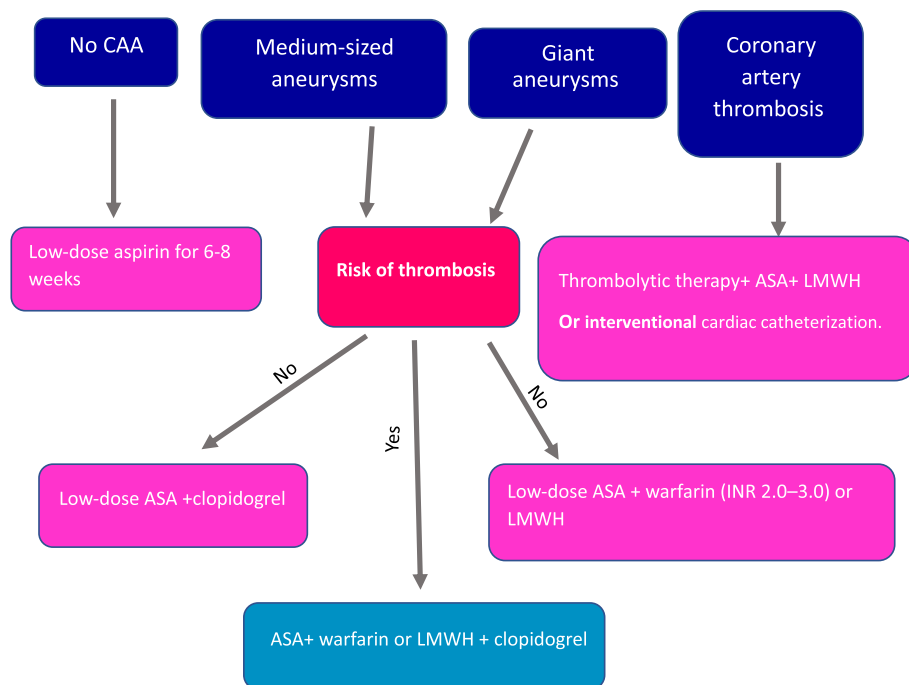 No CAA
Medium-sized
aneurysms
Giant
aneurysms
Coronary
artery
thrombosis
Low-dose aspirin for 6-8
weeks
Risk of thrombosis
Thrombolytic therapy+ ASA+ LMWH
Or interventional cardiac catheterization.
No
Yes
No
Low-dose ASA +clopidogrel
Low-dose ASA + warfarin (INR 2.0–3.0) or
LMWH
ASA+ warfarin or LMWH + clopidogrel